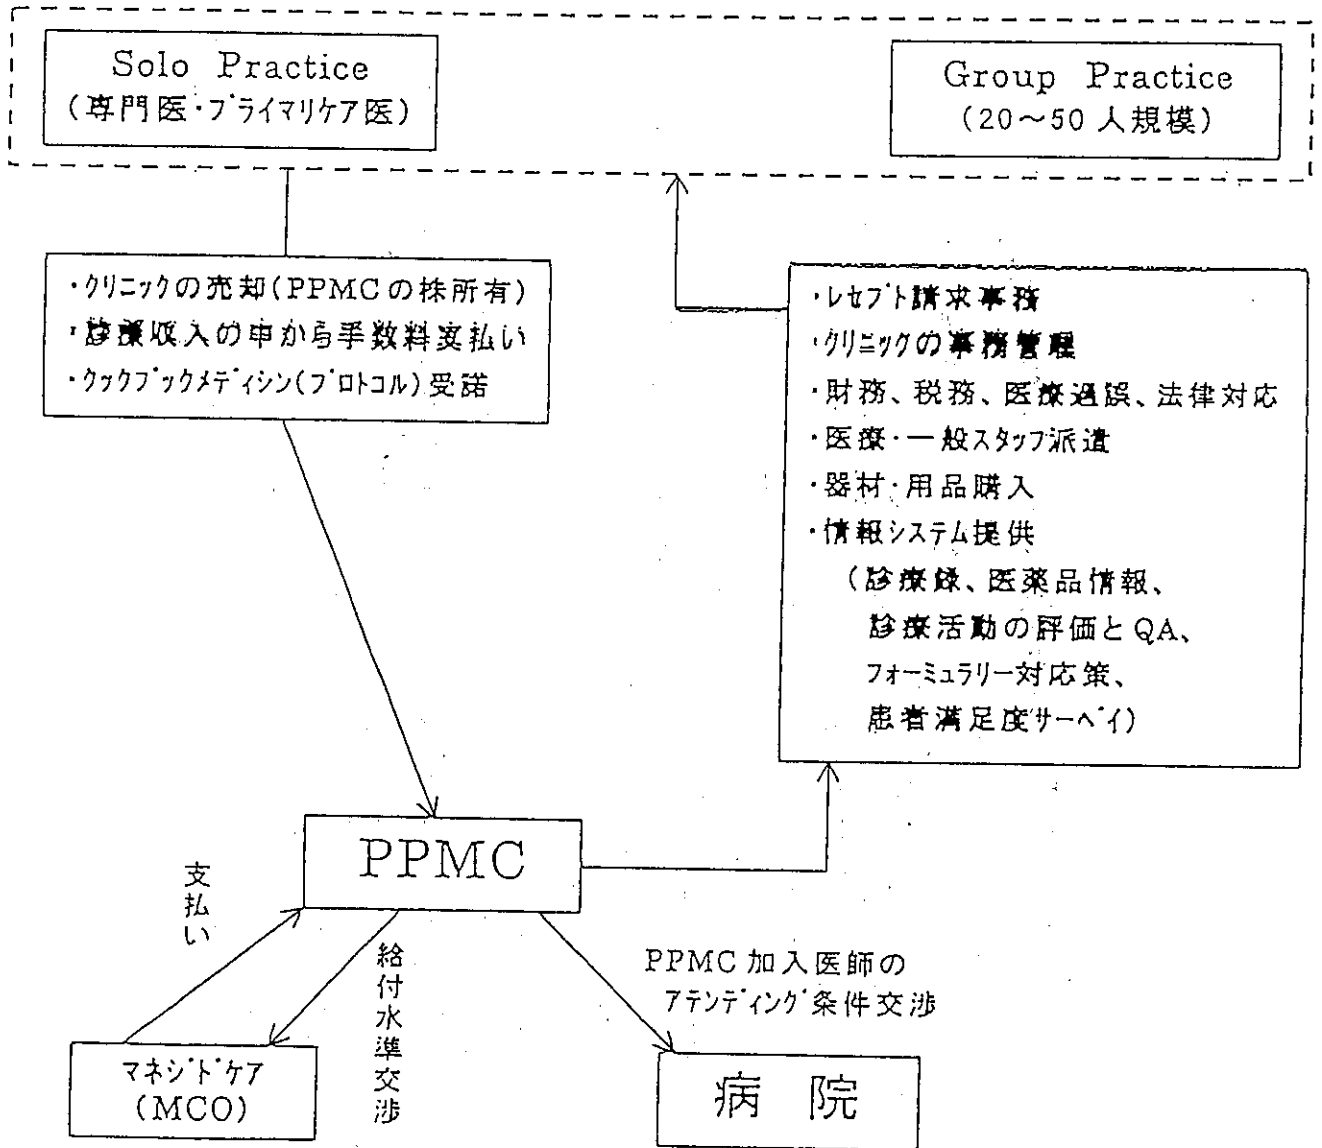 Solo Practice
(専門医・プライマリケア医)
Group Practice
(20～50人規模)
・クリニックの売却(PPMCの株所有)
・診療収入の中から手数料支払い
・クックブックメディシン(プロトコル)受諾
・レセプト請求事務
・クリニックの事務管理
・財務、税務、医療過誤、法律対応
・医療・一般スタッフ派遣
・器材・用品購入
・情報システム提供
(診療録、医薬品情報、
診療活動の評価とQA、
フォーミュラリー対応策、
患者満足度サーベイ)
PPMC
支払い
給付水準交渉
PPMC加入医師の
アテンディング条件交渉
マネジドケア
(MCO)
病院